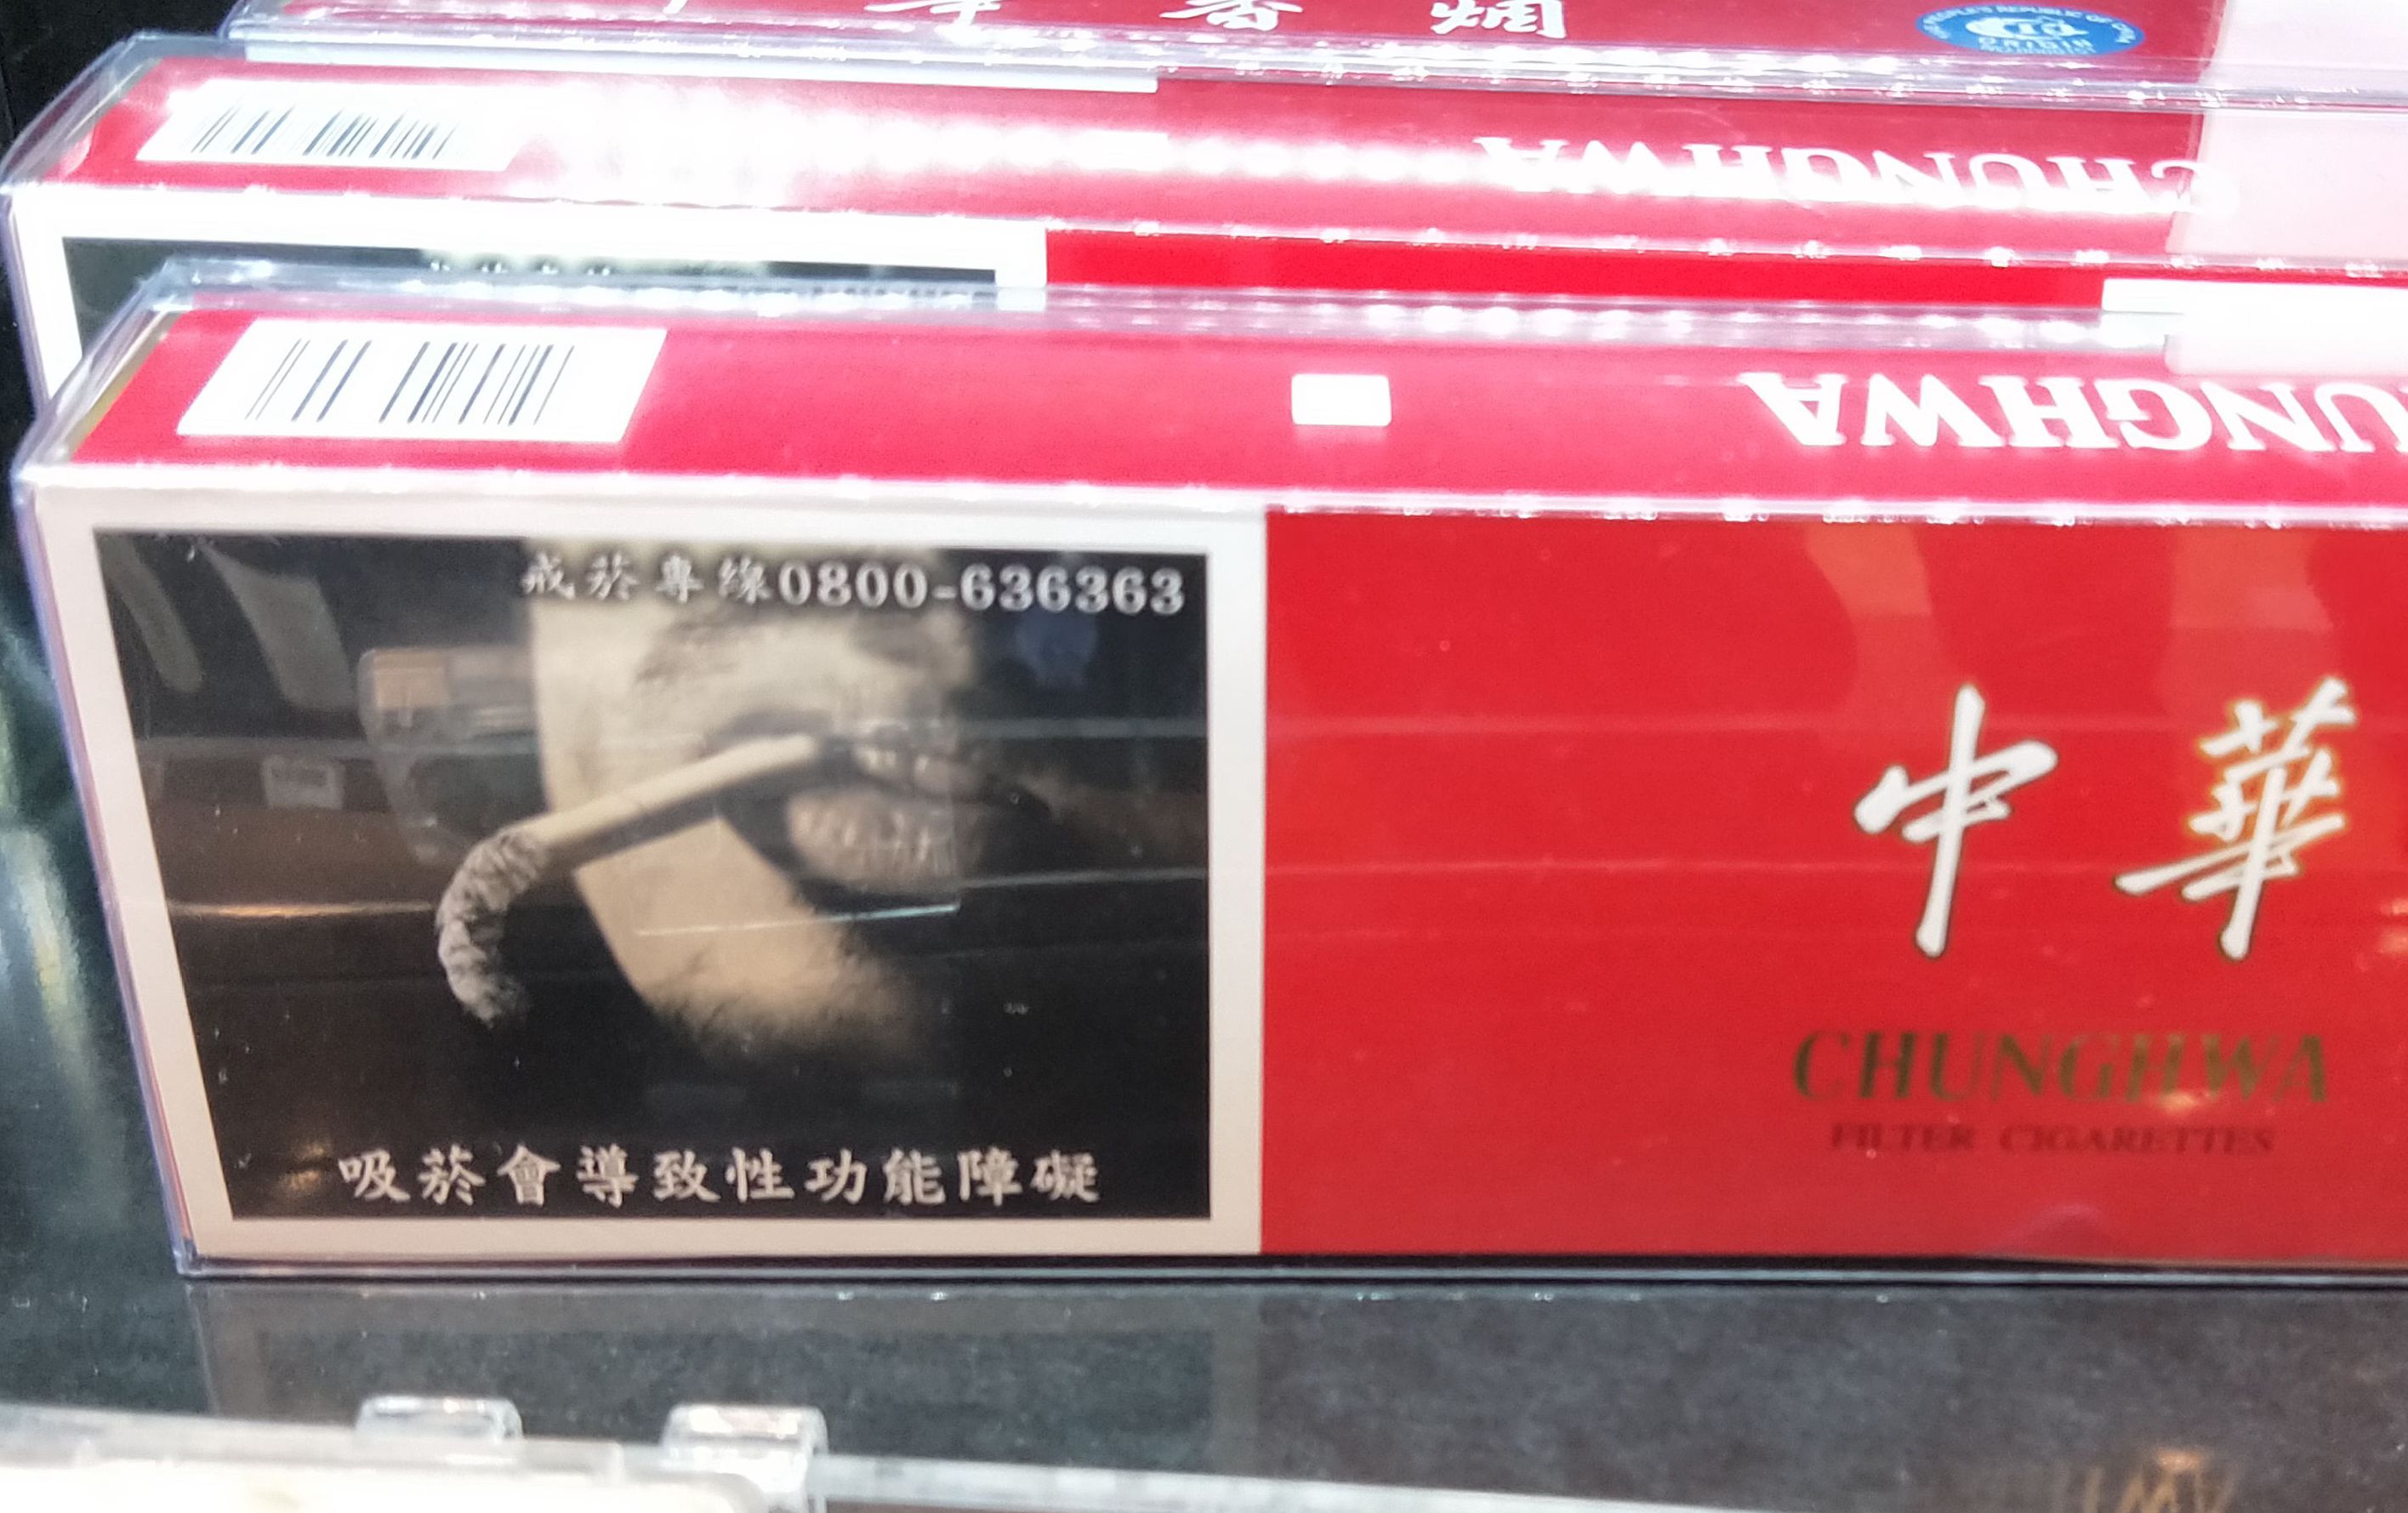 CHUNGHWA
UNGHWA
戒菸專線0800-636363
吸菸會導致性功能障礙
中華
CHUNGHWA
FILTER CIGARETTES